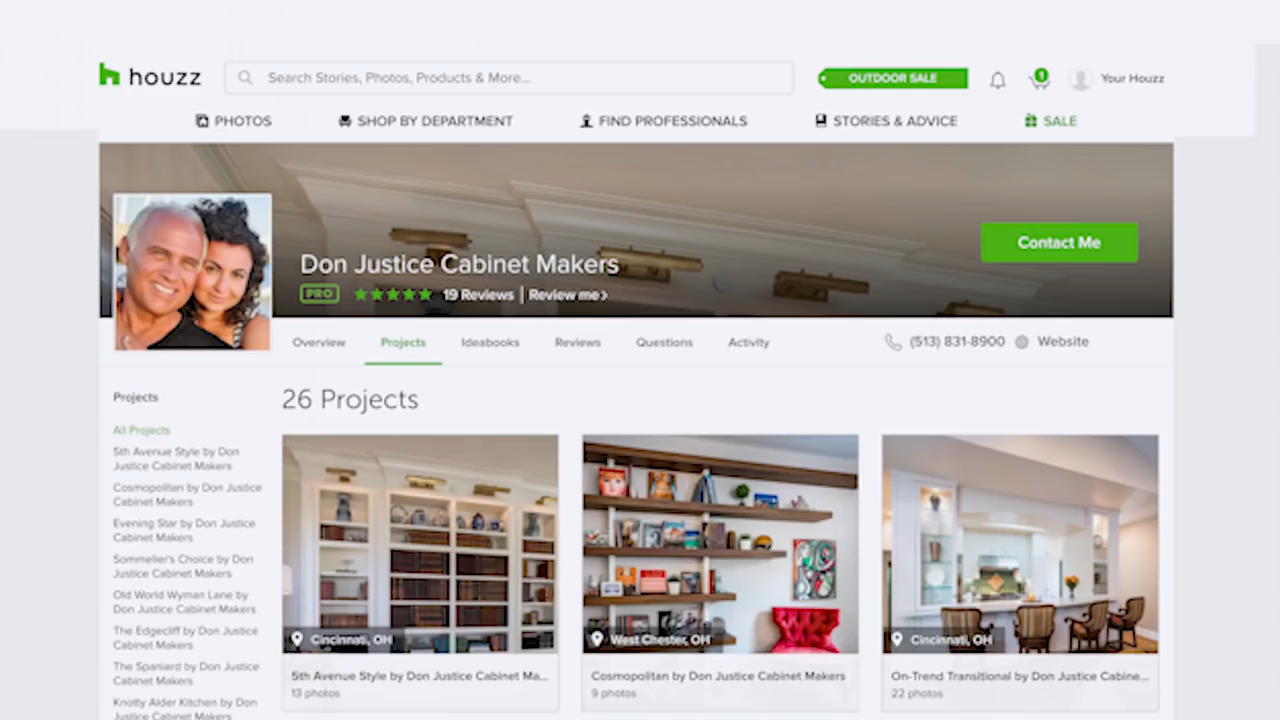 houzz
Search Stories, Photos, Products & More...
OUTDOOR SALE
1
Your Houzz
PHOTOS
SHOP BY DEPARTMENT
FIND PROFESSIONALS
STORIES & ADVICE
SALE
Contact Me
Don Justice Cabinet Makers
PRO
19 Reviews | Review me>
Overview
Projects
Ideabooks
Reviews
Questions
Activity
(513) 831-8900
Website
Projects
All Projects
5th Avenue Style by Don
Justice Cabinet Makers
Cosmopolitan by Don Justice
Cabinet Makers
Evening Star by Don Justice
Cabinet Makers
Sommelier's Choice by Don
Justice Cabinet Makers
Old World Wyman Lane by
Don Justice Cabinet Makers
The Edgecliff by Don Justice
Cabinet Makers
The Spaniard by Don Justice
Cabinet Makers
Knotty Alder Kitchen by Don
Justice Cabinet Makers
26 Projects
Cincinnati, OH
5th Avenue Style by Don Justice Cabinet Ma...
13 photos
West Chester, OH
Cosmopolitan by Don Justice Cabinet Makers
9 photos
Cincinnati, OH
On-Trend Transitional by Don Justice Cabine...
22 photos